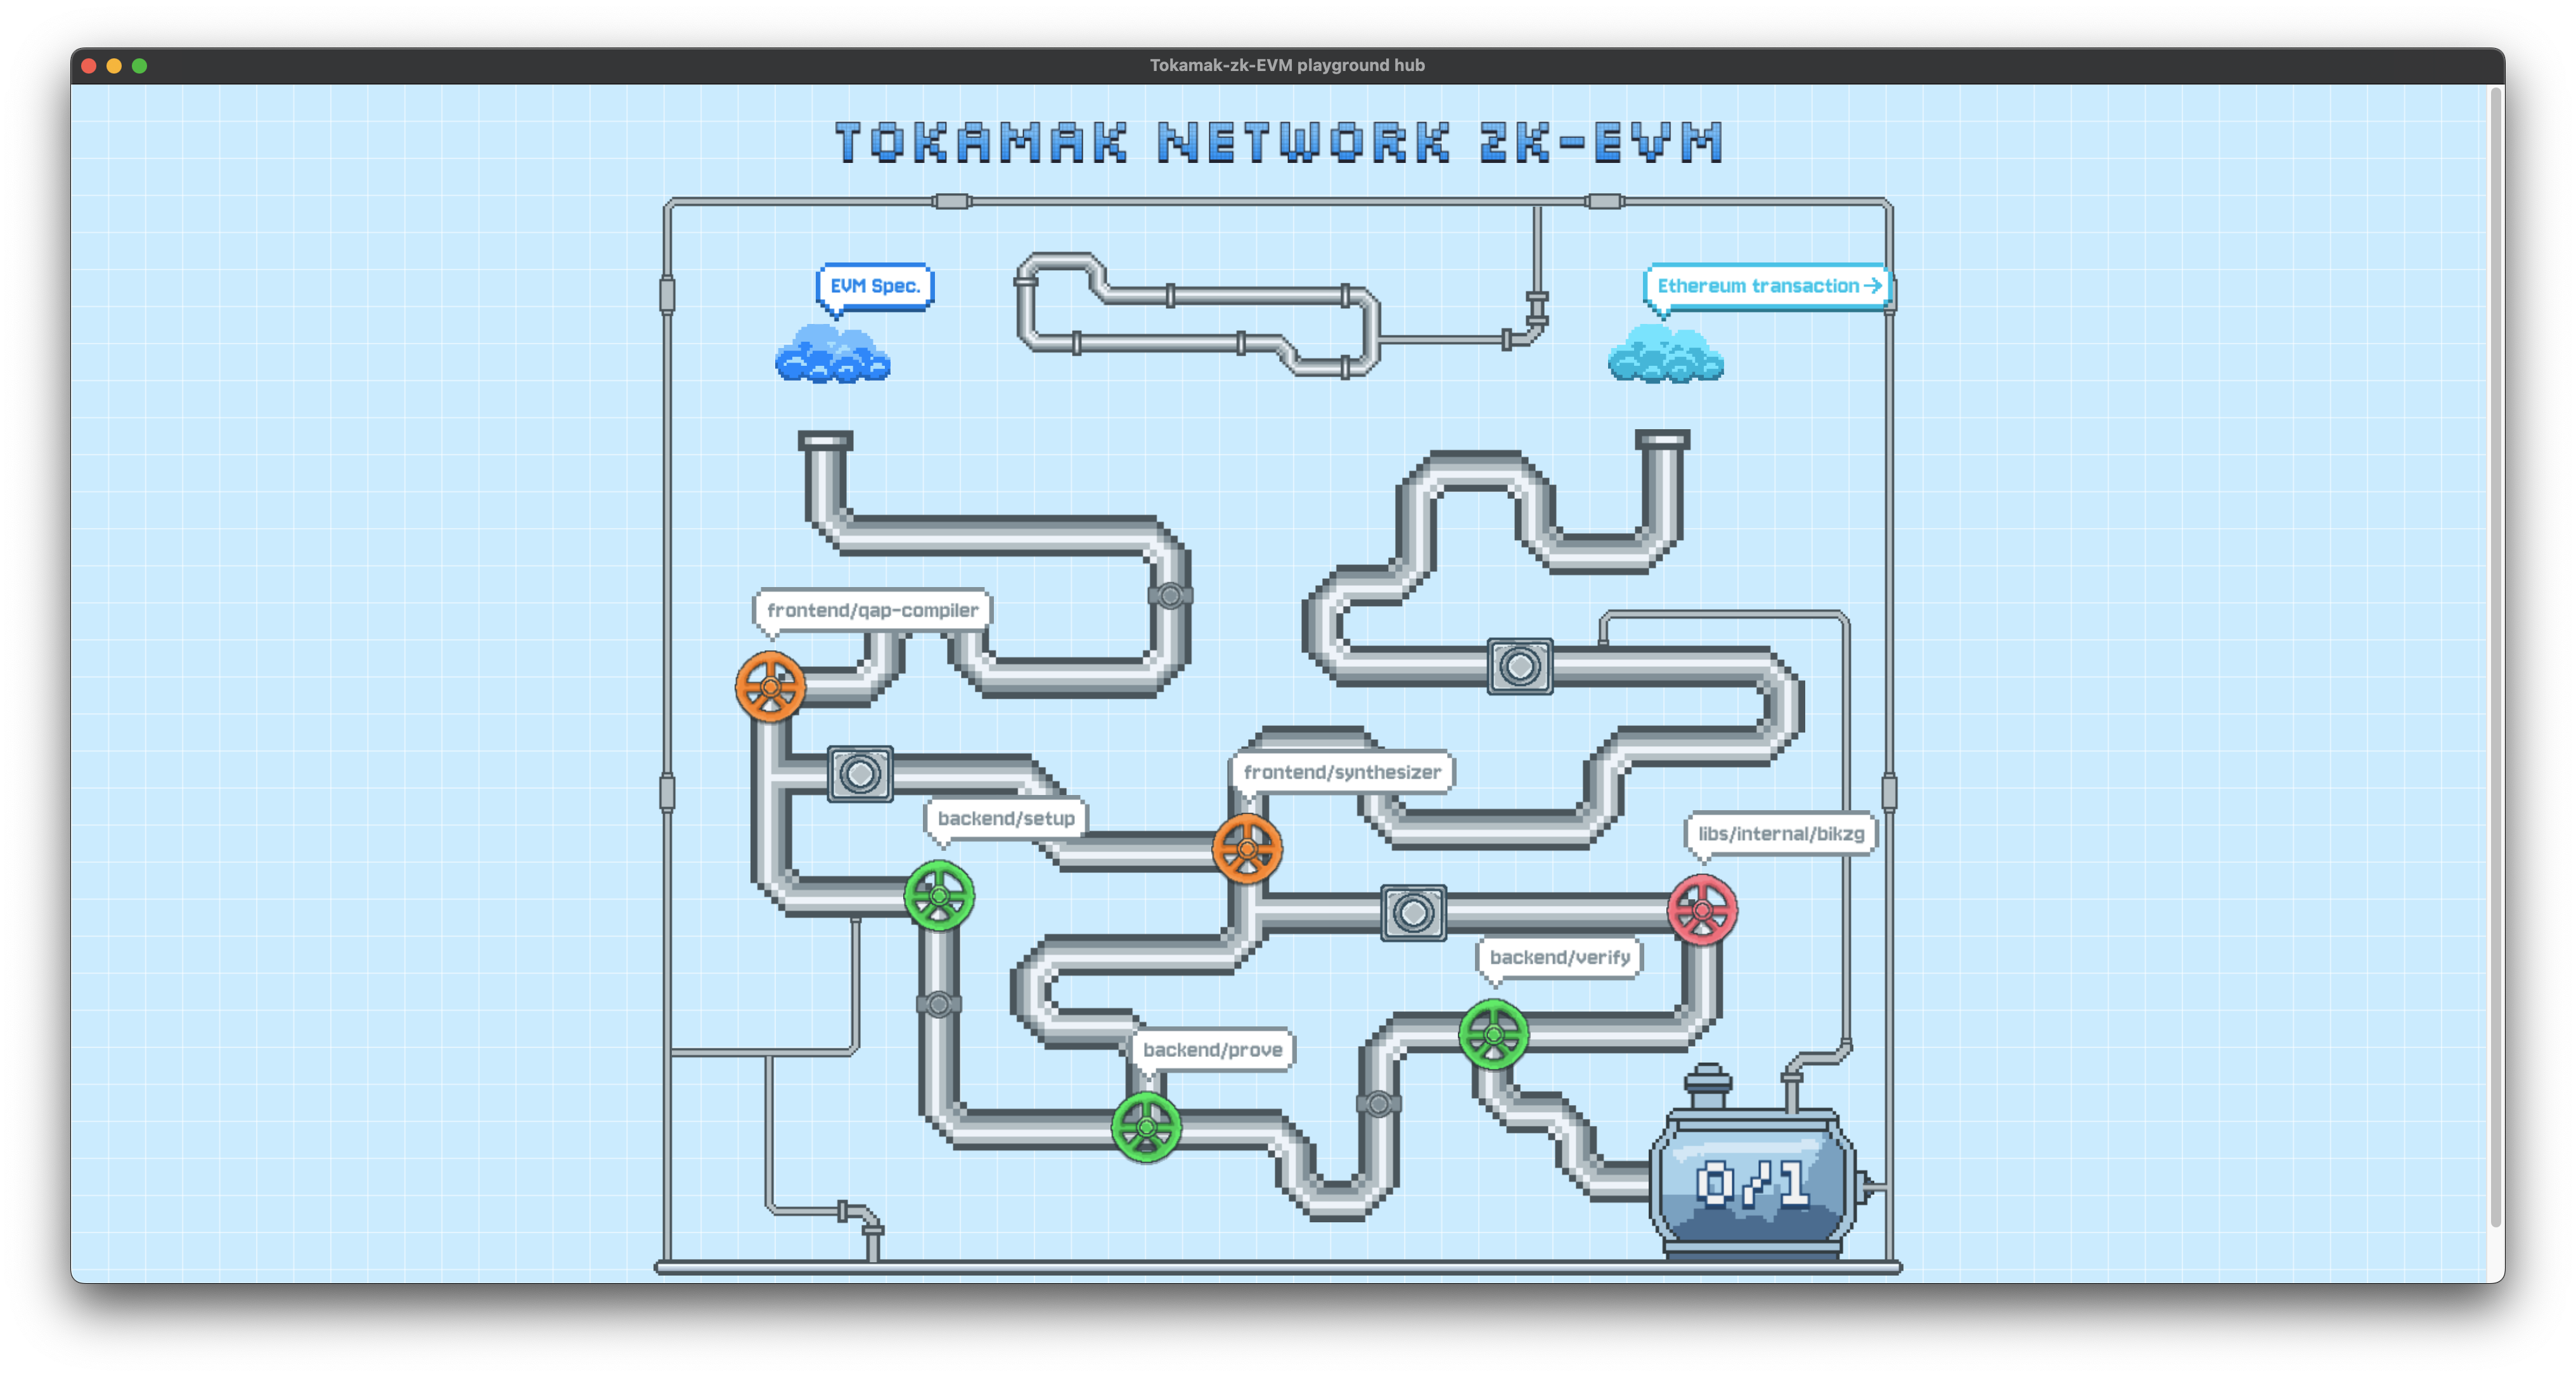 Tokamak-zk-EVM playground hub
TOKAMAK NETWORK ZK-EVM
EVM Spec.
Ethereum transaction→
frontend/qap-compiler
frontend/synthesizer
backend/setup
libs/internal/bikzg
backend/verify
backend/prove
0/1